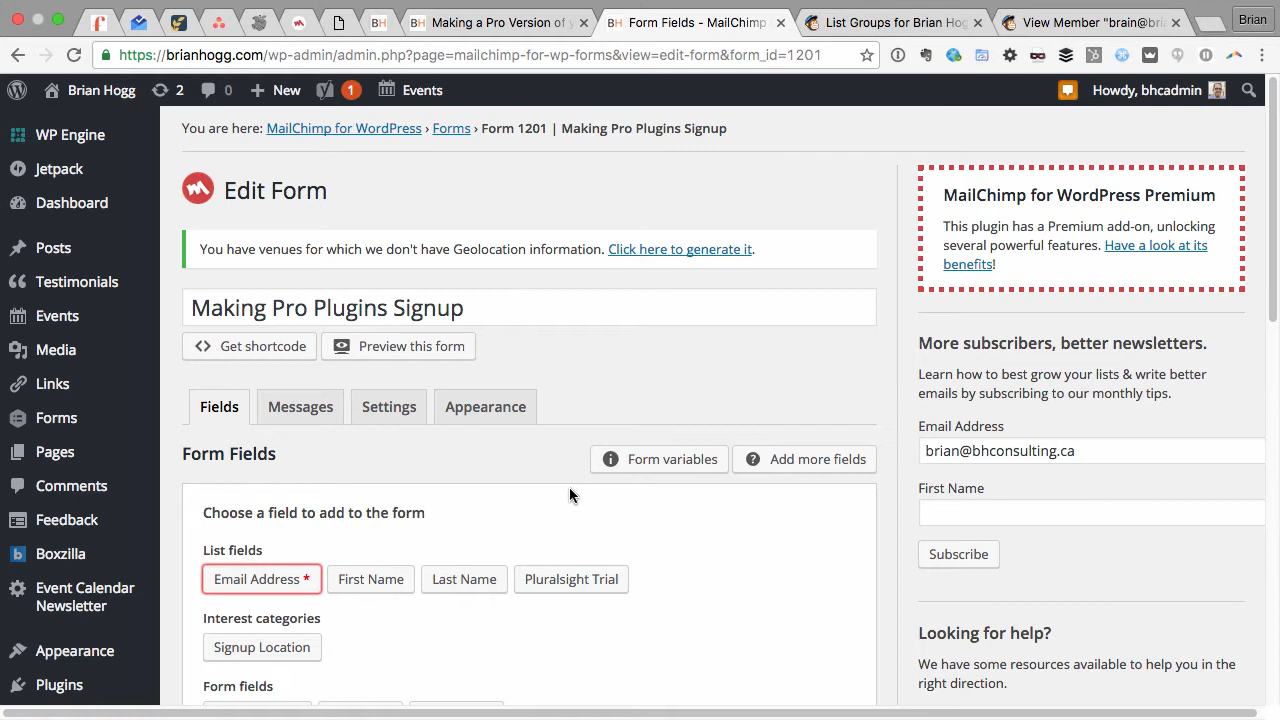 Making a Pro Version of y
Form Fields - MailChimp
List Groups for Brian Hog
View Member "brain@bria
Brian
https://brianhogg.com/wp-admin/admin.php?page=mailchimp-for-wp-forms&view=edit-form&form_id=1201
Brian Hogg
2
0
New
1
Events
Howdy, bhcadmin
WP Engine
Jetpack
Dashboard
Posts
Testimonials
Events
Media
Links
Forms
Pages
Comments
Feedback
Boxzilla
Event Calendar
Newsletter
Appearance
Plugins
You are here: MailChimp for WordPress › Forms › Form 1201 | Making Pro Plugins Signup
Edit Form
You have venues for which we don't have Geolocation information. Click here to generate it.
Making Pro Plugins Signup
Get shortcode
Preview this form
Fields
Messages
Settings
Appearance
Form Fields
Form variables
Add more fields
Choose a field to add to the form
List fields
Email Address *
First Name
Last Name
Pluralsight Trial
Interest categories
Signup Location
Form fields
MailChimp for WordPress Premium
This plugin has a Premium add-on, unlocking
several powerful features. Have a look at its
benefits!
More subscribers, better newsletters.
Learn how to best grow your lists & write better
emails by subscribing to our monthly tips.
Email Address
brian@bhconsulting.ca
First Name
Subscribe
Looking for help?
We have some resources available to help you in the
right direction.